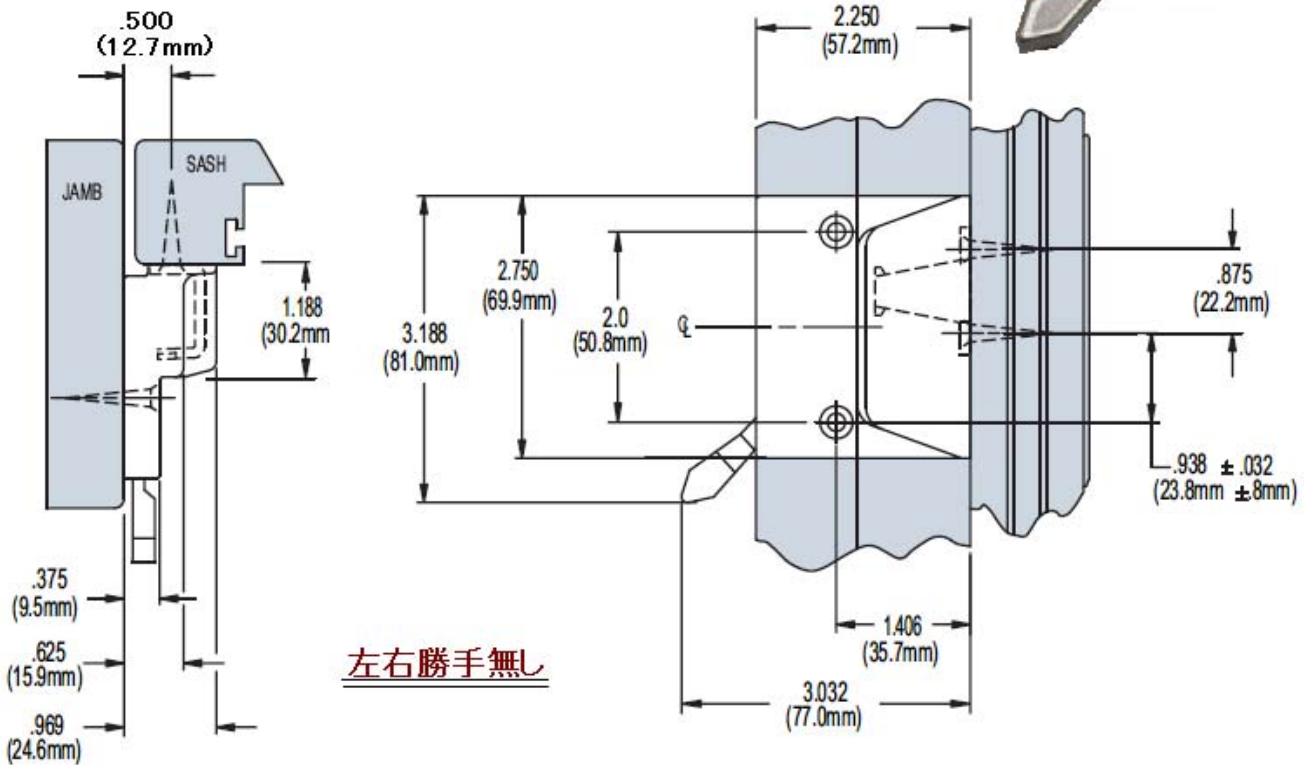 .500
(12.7mm)
JAMB
SASH
1.188
(30.2mm
.375
(9.5mm)
.625
(15.9mm)
.969
(24.6mm)
左右勝手無し
2.250
(57.2mm)
3.188
(81.0mm)
2.750
(69.9mm)
2.0
(50.8mm)
℄
.875
(22.2mm)
.938 ±.032
(23.8mm ±.8mm)
1.406
(35.7mm)
3.032
(77.0mm)